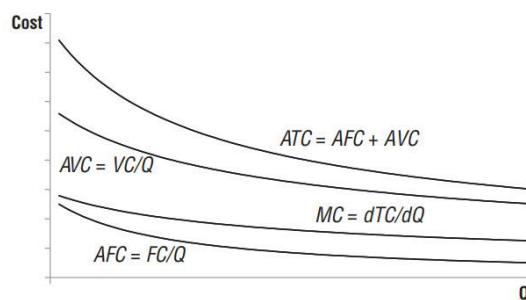 Cost
ATC = AFC + AVC
AVC = VC/Q
MC = dTC/dQ
AFC = FC/Q